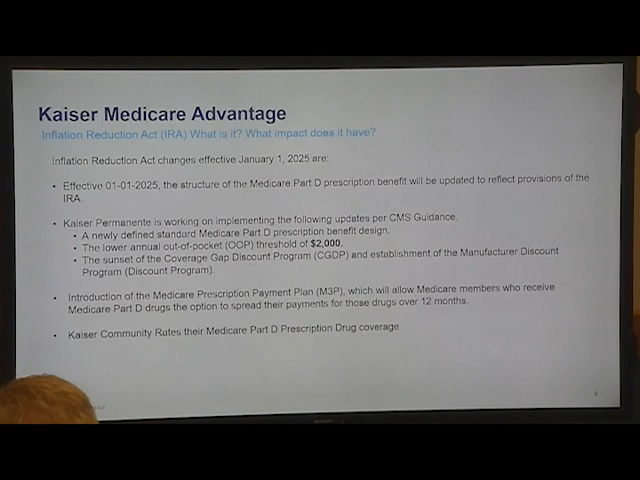 Kaiser Medicare Advantage
Inflation Reduction Act (IRA) What is it? What impact does it have?
Inflation Reduction Act changes effective January 1, 2025 are:
• Effective 01-01-2025, the structure of the Medicare Part D prescription benefit will be updated to reflect provisions of the
IRA.
• Kaiser Permanente is working on implementing the following updates per CMS Guidance.
• A newly defined standard Medicare Part D prescription benefit design.
• The lower annual out-of-pocket (OOP) threshold of $2,000.
• The sunset of the Coverage Gap Discount Program (CGDP) and establishment of the Manufacturer Discount
Program (Discount Program).
• Introduction of the Medicare Prescription Payment Plan (M3P), which will allow Medicare members who receive
Medicare Part D drugs the option to spread their payments for those drugs over 12 months.
• Kaiser Community Rates their Medicare Part D Prescription Drug coverage